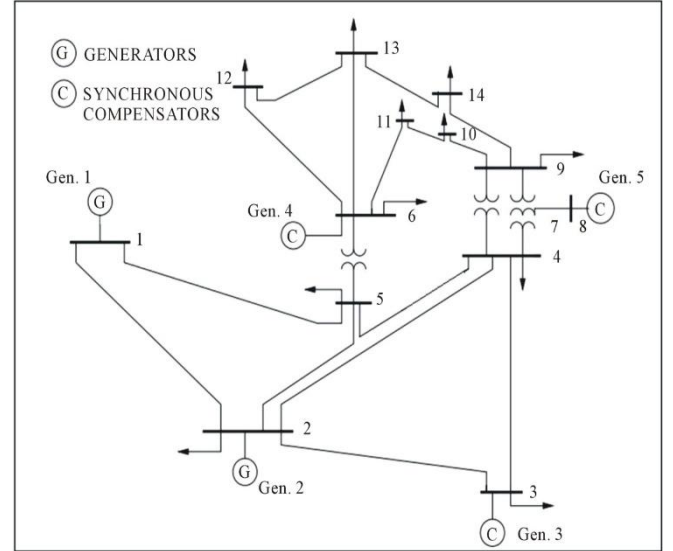 G GENERATORS
C SYNCHRONOUS
COMPENSATORS
13
12
14
11
10
9
Gen. 1
G
Gen. 4
C
6
Gen. 5
C
7
8
1
4
5
2
G
Gen. 2
3
C
Gen. 3